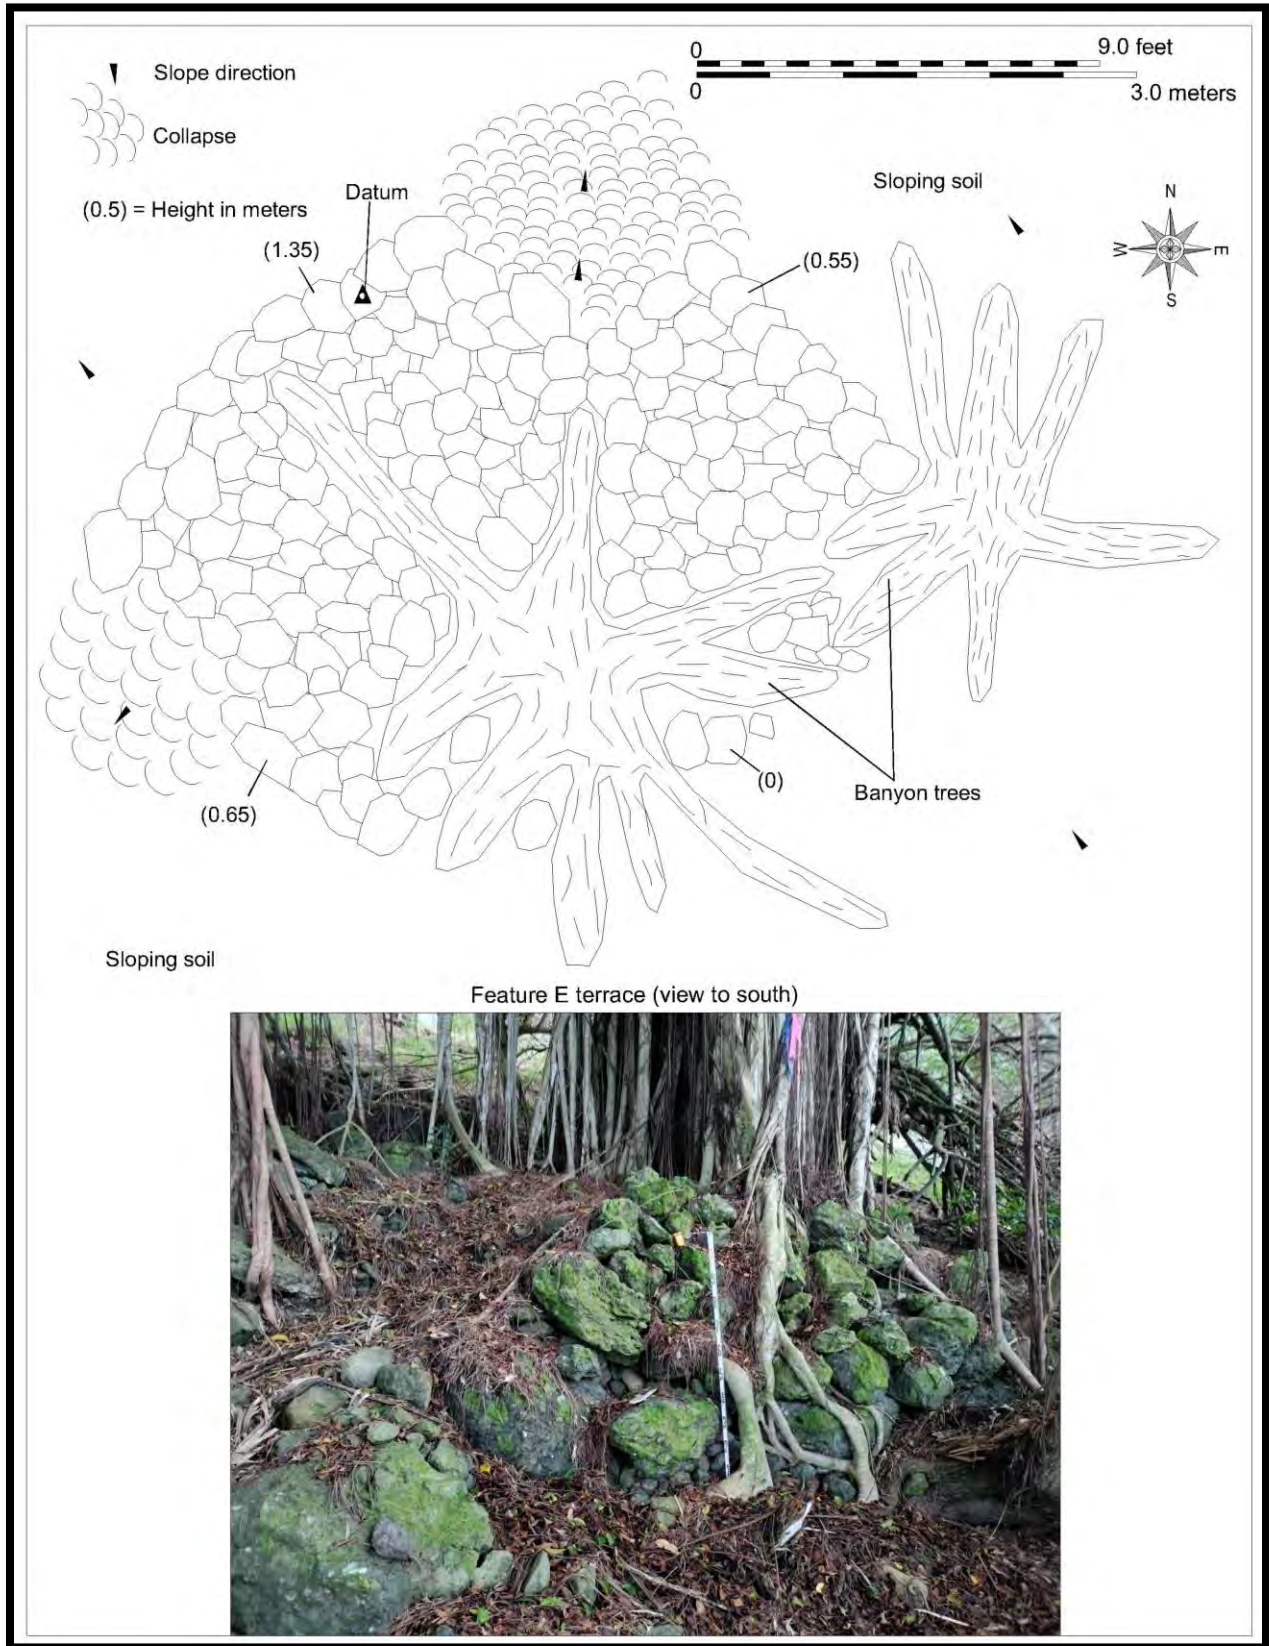 0
9.0 feet
0
3.0 meters
Slope direction
Collapse
(0.5) = Height in meters
Datum
(1.35)
Sloping soil
N
W
E
S
(0.55)
(0)
Banyon trees
(0.65)
Sloping soil
Feature E terrace (view to south)